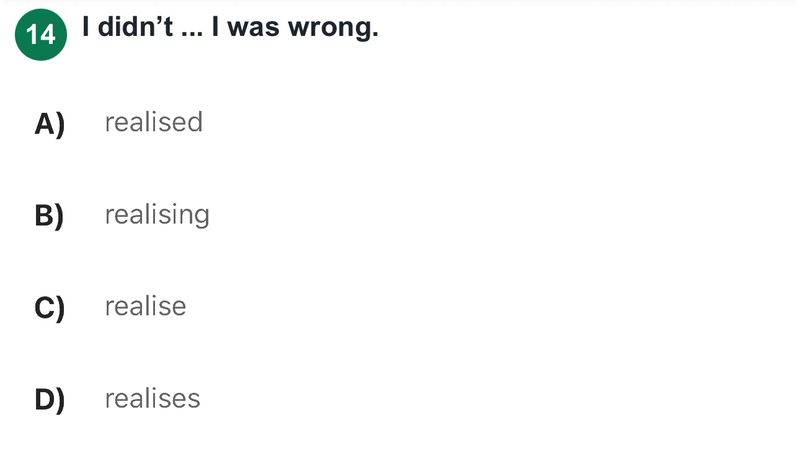 14 I didn’t ... I was wrong.
A) realised
B) realising
C) realise
D) realises